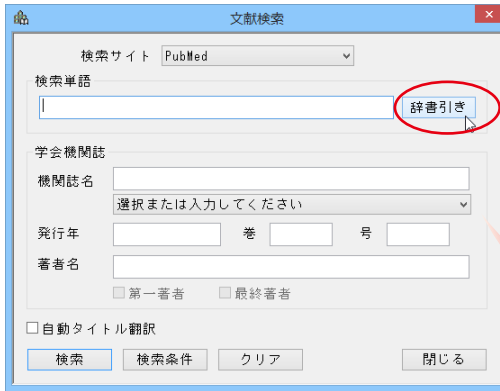 文献検索
検索サイト PubMed
検索単語
辞書引き
学会機関誌
機関誌名
選択または入力してください
発行年 巻 号
著者名
第一著者 最終著者
自動タイトル翻訳
検索 検索条件 クリア 閉じる